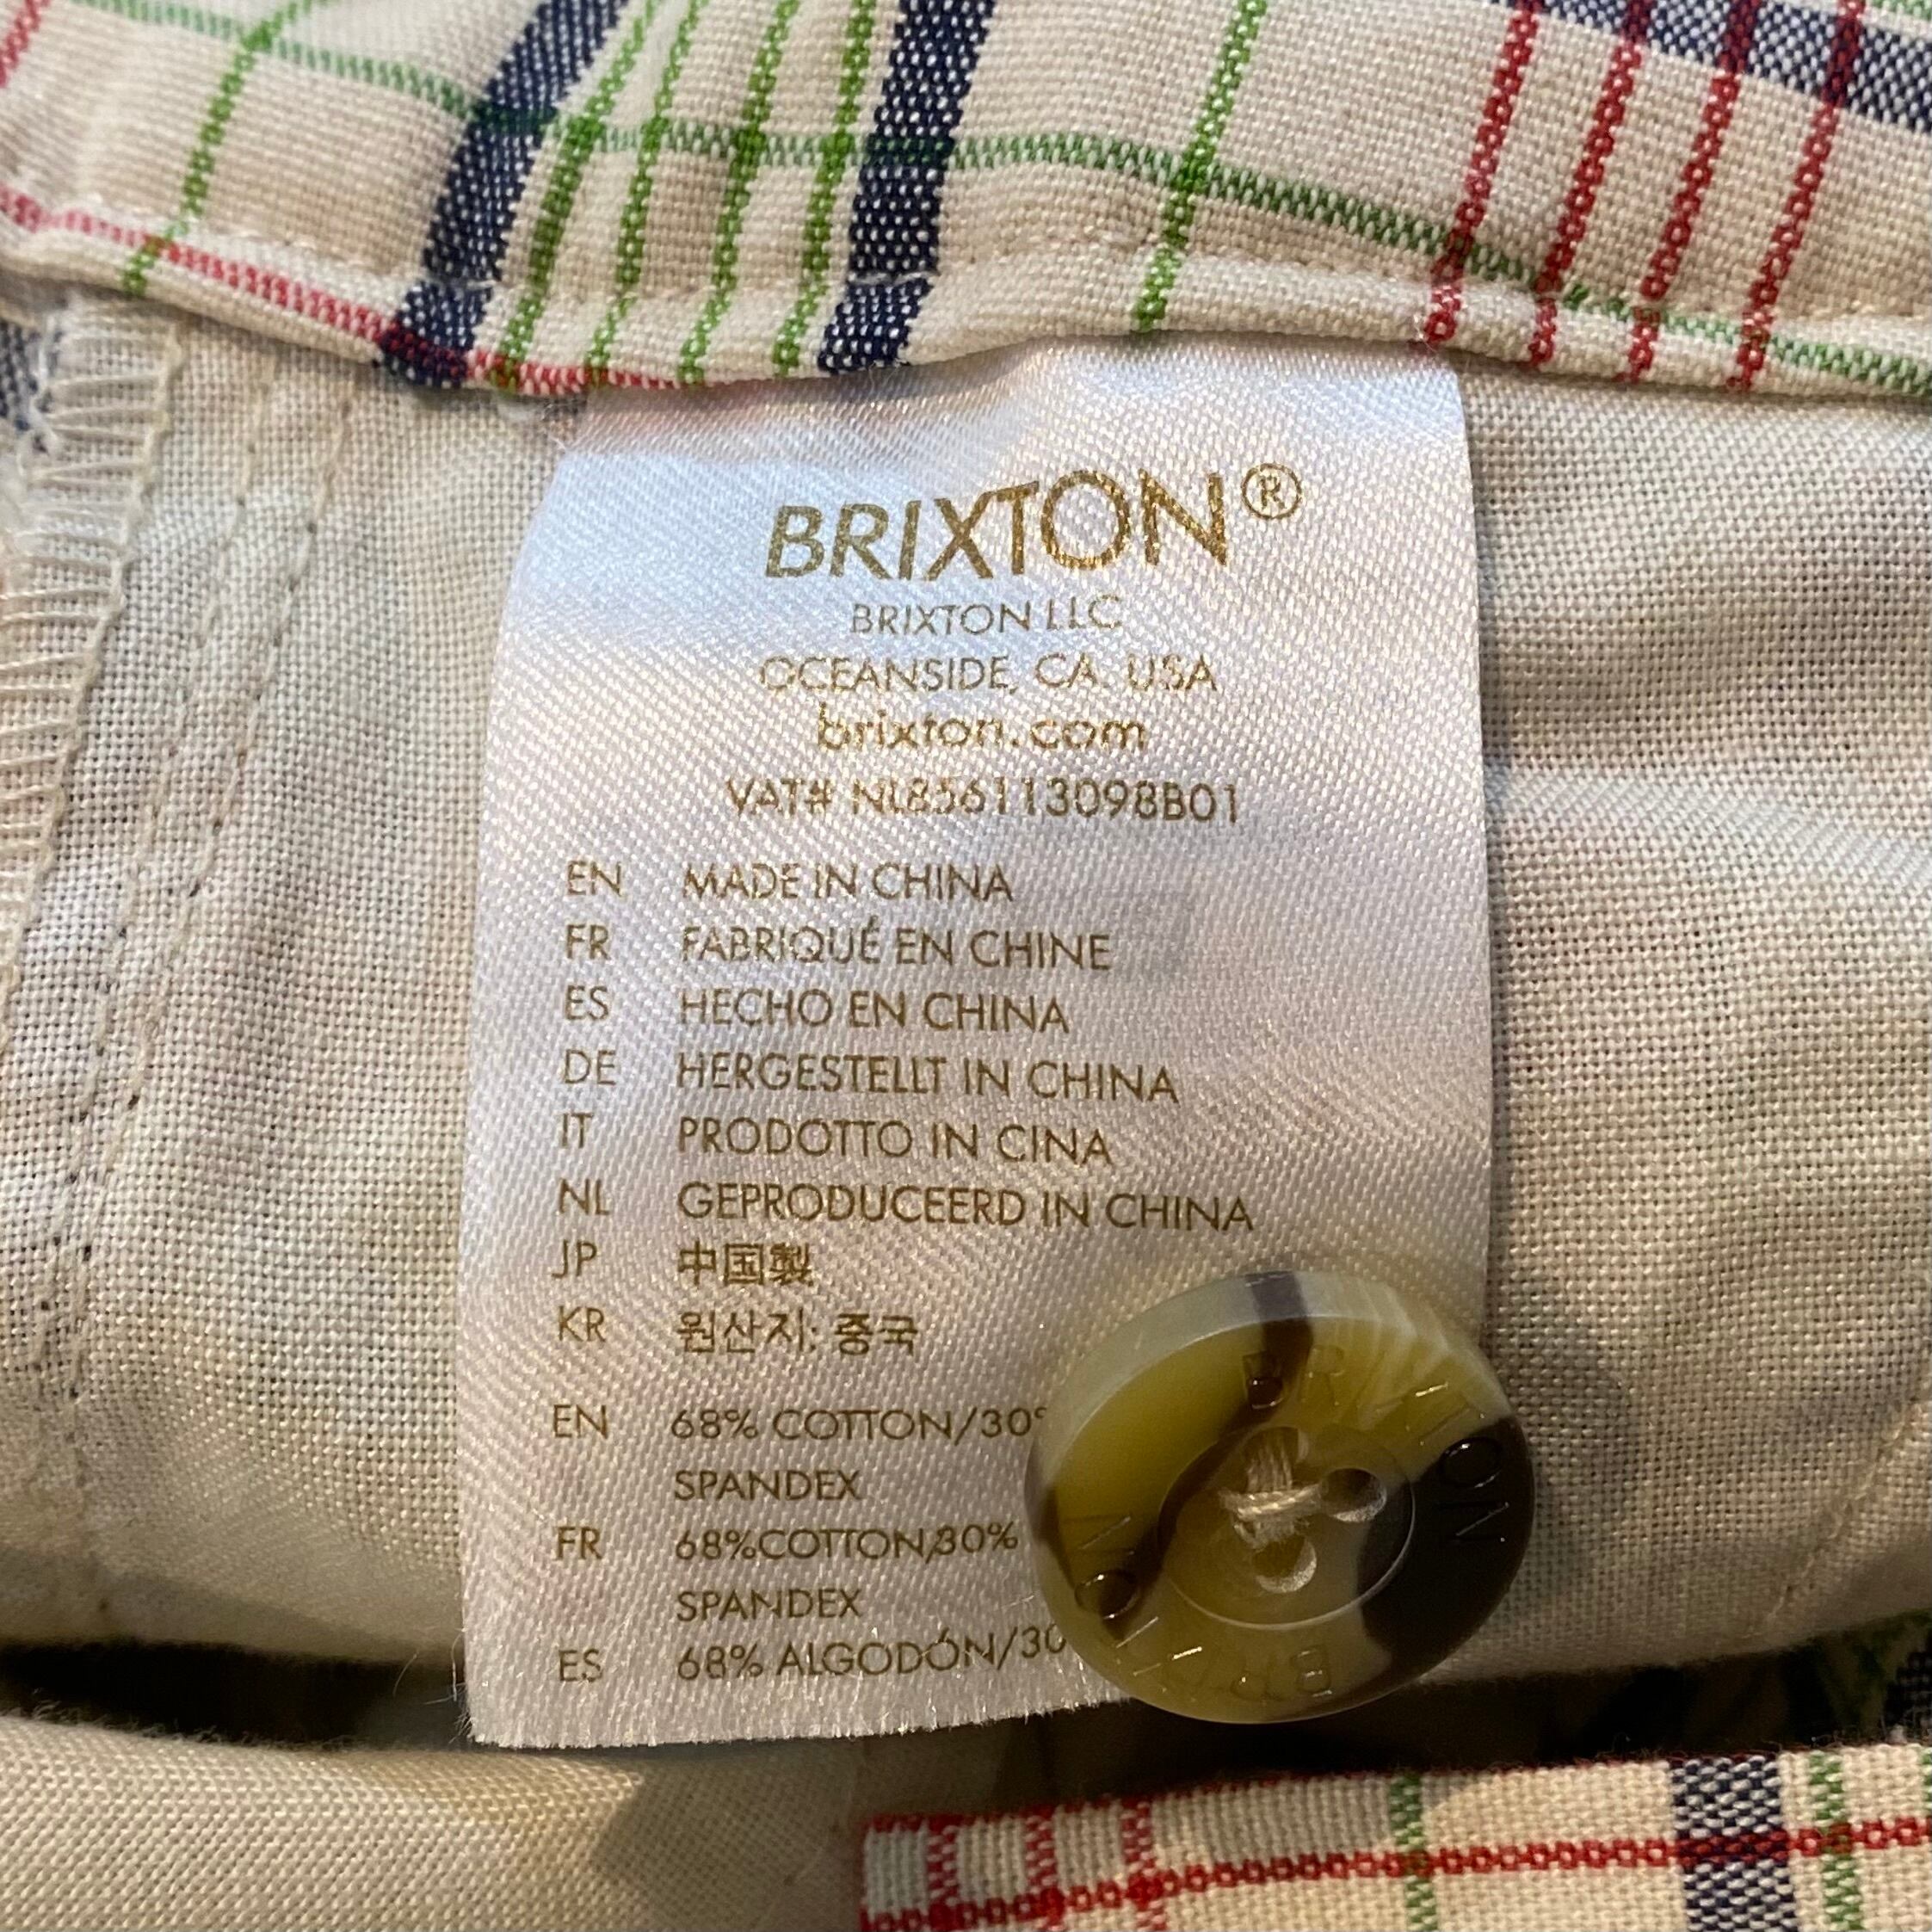 BRIXTON®
BRIXTON LLC
OCEANSIDE, CA. USA
brixton.com
VAT# NL856113098B01
EN MADE IN CHINA
FR FABRIQUÉ EN CHINE
ES HECHO EN CHINA
DE HERGESTELLT IN CHINA
IT PRODOTTO IN CINA
NL GEPRODUCEERD IN CHINA
JP 中国製
KR 원산지: 중국
EN 68% COTTON/30%
SPANDEX
FR 68%COTTON/30%
SPANDEX
ES 68% ALGODÓN/30
BRIXTON
BRIXTON